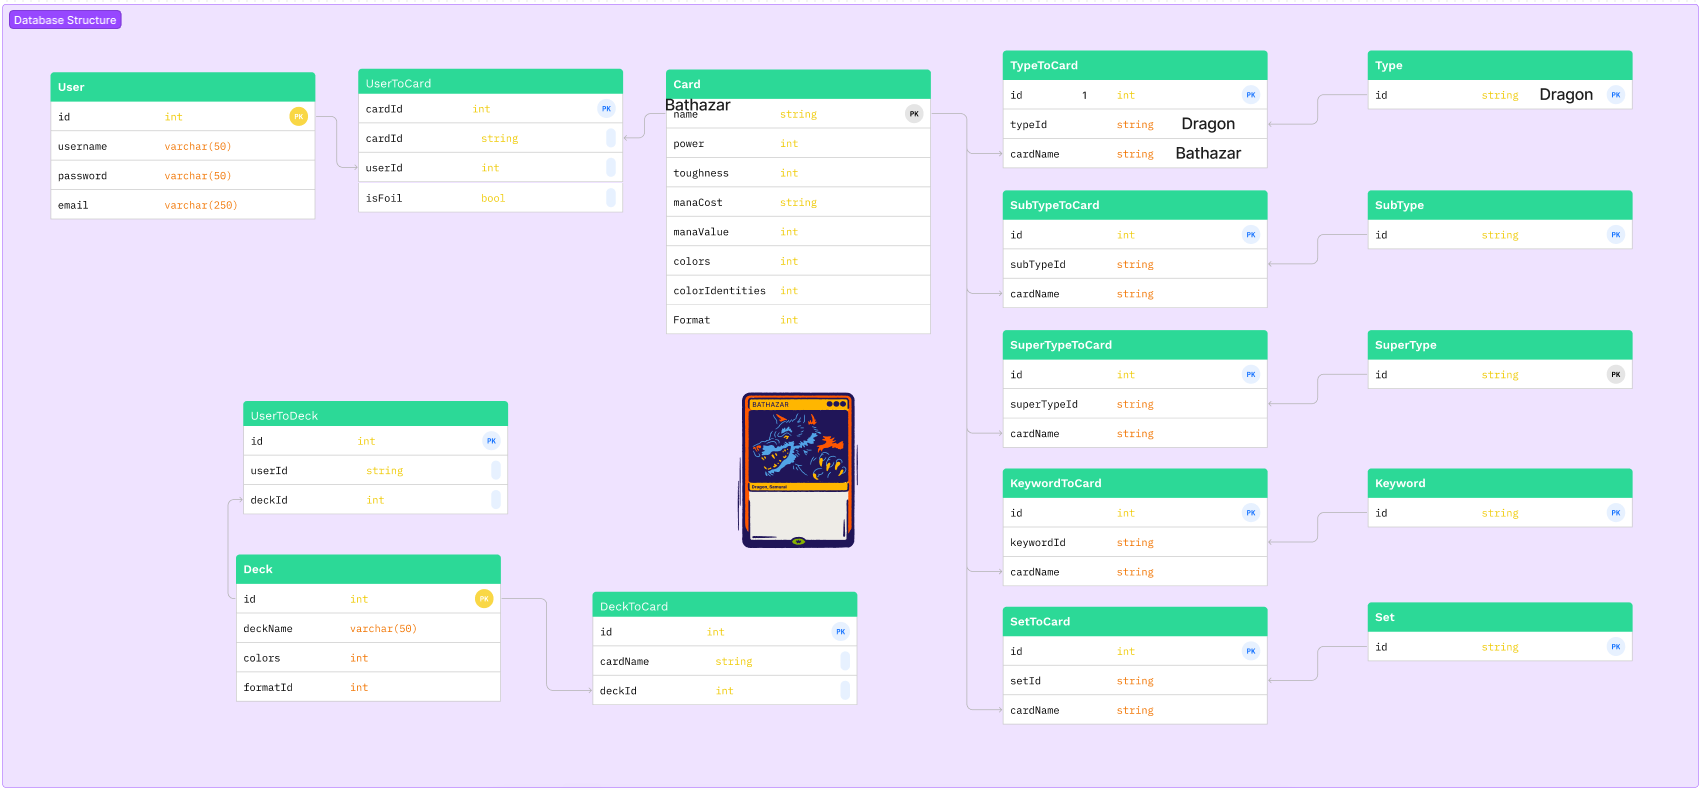 Database Structure
User
id int PK
username varchar(50)
password varchar(50)
email varchar(250)
UserToCard
cardId int PK
cardId string
userId int
isFoil bool
Card
Bathazar
name string PK
power int
toughness int
manaCost string
manaValue int
colors int
colorIdentities int
Format int
TypeToCard
id 1 int PK
typeId string Dragon
cardName string Bathazar
Type
id string Dragon PK
SubTypeToCard
id int PK
subTypeId string
cardName string
SubType
id string PK
SuperTypeToCard
id int PK
superTypeId string
cardName string
SuperType
id string PK
KeywordToCard
id int PK
keywordId string
cardName string
Keyword
id string PK
SetToCard
id int PK
setId string
cardName string
Set
id string PK
UserToDeck
id int PK
userId string
deckId int
BATHAZAR
Dragon, Samurai
Deck
id int PK
deckName varchar(50)
colors int
formatId int
DeckToCard
id int PK
cardName string
deckId int